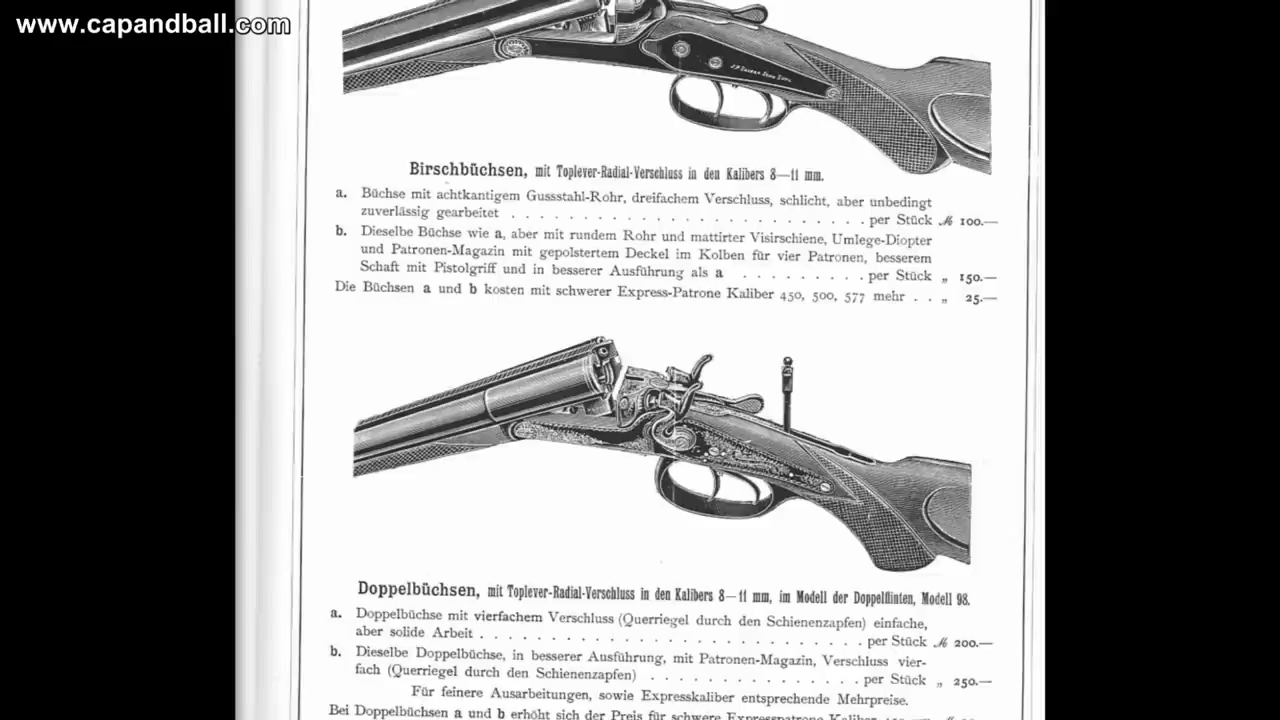 www.capandball.com
Birschbüchsen, mit Toplever-Radial-Verschluss in den Kalibers 8—11 mm.
a. Büchse mit achtkantigem Gussstahl-Rohr, dreifachem Verschluss, schlicht, aber unbedingt
zuverlässig gearbeitet . . . . . . . . . . . . . . . . . . . . . . . . per Stück ℳ 100.—
b. Dieselbe Büchse wie a, aber mit rundem Rohr und mattirter Visirschiene, Umlege-Diopter
und Patronen-Magazin mit gepolstertem Deckel im Kolben für vier Patronen, besserem
Schaft mit Pistolgriff und in besserer Ausführung als a . . . . . . . . . per Stück „ 150.—
Die Büchsen a und b kosten mit schwerer Express-Patrone Kaliber 450, 500, 577 mehr . . „ 25.—
Doppelbüchsen, mit Toplever-Radial-Verschluss in den Kalibers 8—11 mm, im Modell der Doppelflinten, Modell 98.
a. Doppelbüchse mit vierfachem Verschluss (Querriegel durch den Schienenzapfen) einfache,
aber solide Arbeit . . . . . . . . . . . . . . . . . . . . . . . . . . per Stück ℳ 200.—
b. Dieselbe Doppelbüchse, in besserer Ausführung, mit Patronen-Magazin, Verschluss vier-
fach (Querriegel durch den Schienenzapfen) . . . . . . . . . . . . . . per Stück „ 250.—
Für feinere Ausarbeitungen, sowie Expresskaliber entsprechende Mehrpreise.
Bei Doppelbüchsen a und b erhöht sich der Preis für schwere Expresspatrone Kaliber